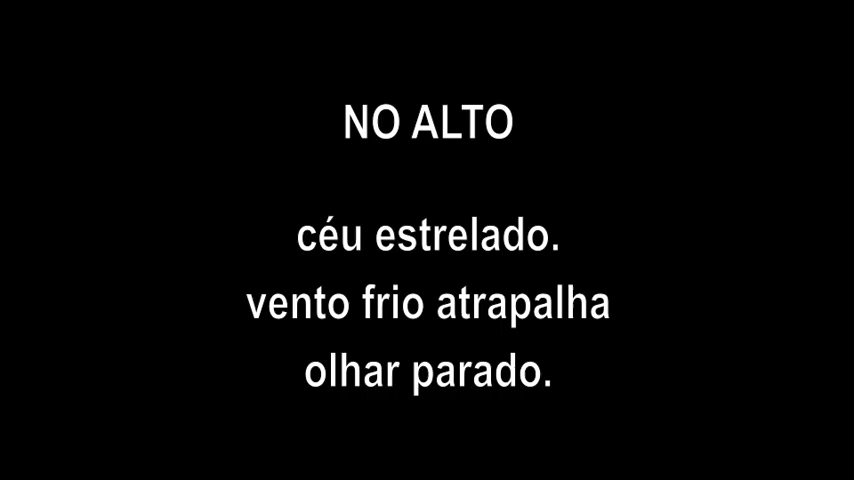 NO ALTO
céu estrelado.
vento frio atrapalha
olhar parado.